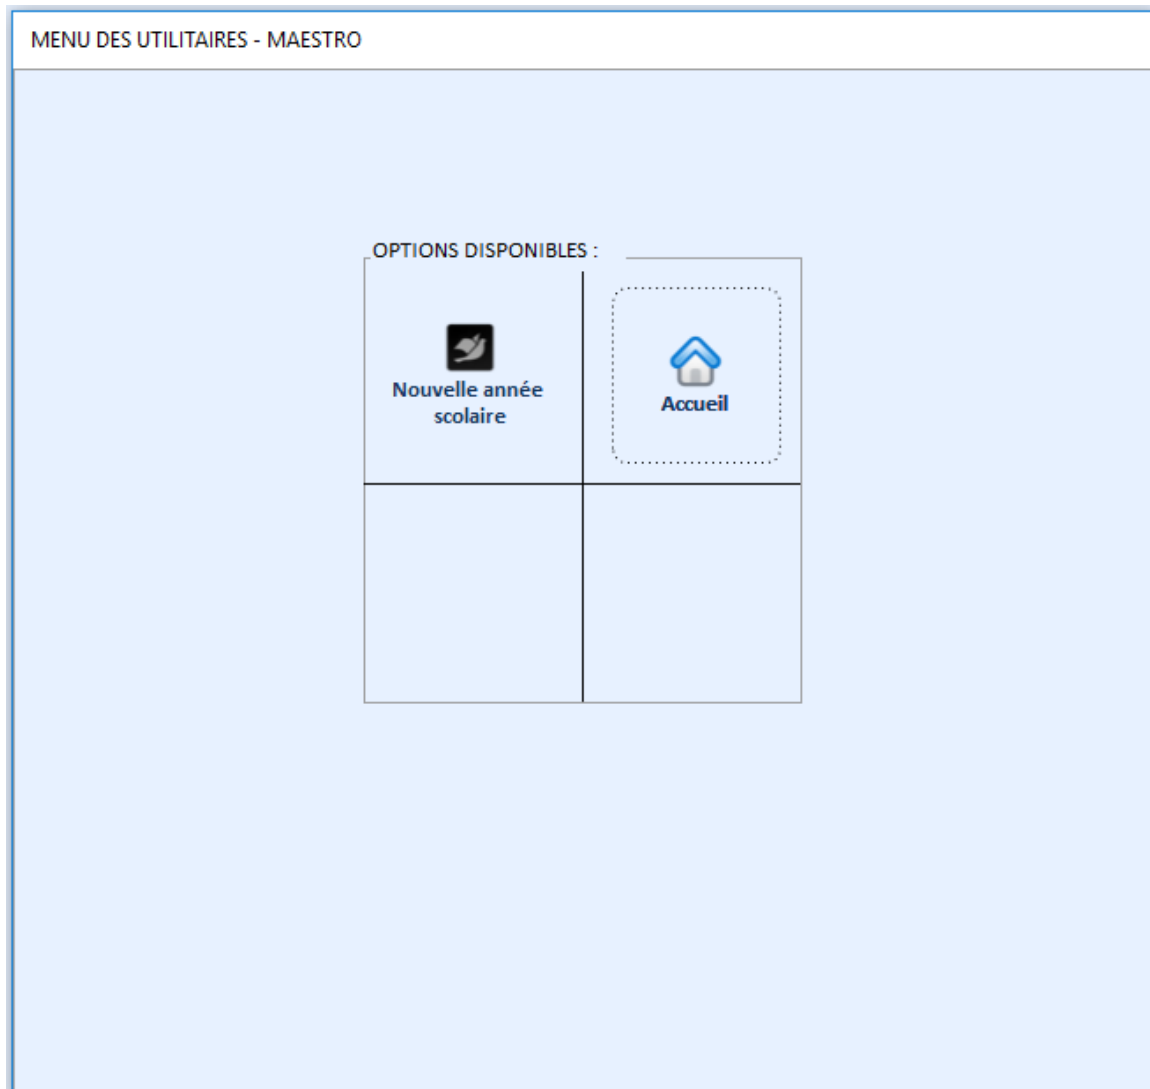 MENU DES UTILITAIRES - MAESTRO
OPTIONS DISPONIBLES :
Nouvelle année
scolaire
Accueil